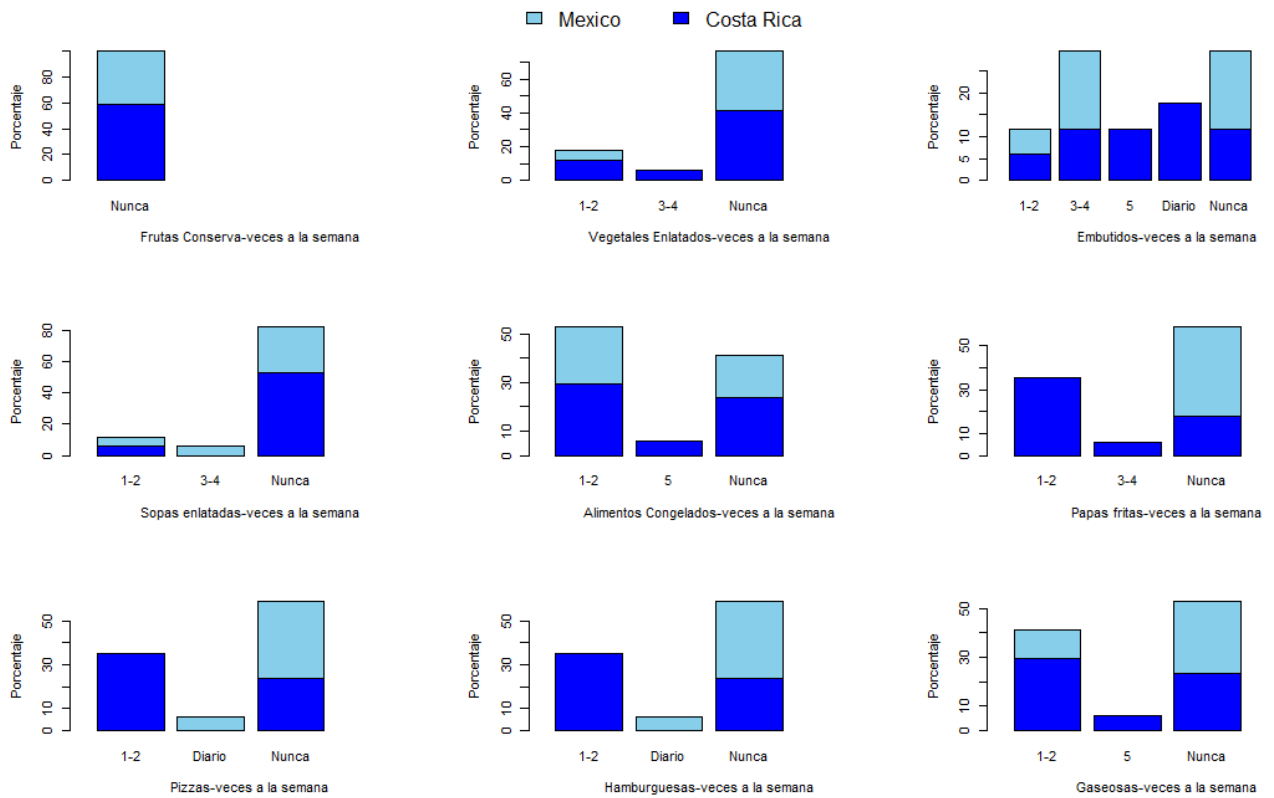 Mexico Costa Rica
Porcentaje
0 20 40 60 80
Nunca
Frutas Conserva-veces a la semana
Porcentaje
0 20 40 60
1-2 3-4 Nunca
Vegetales Enlatados-veces a la semana
Porcentaje
0 5 10 20
1-2 3-4 5 Diario Nunca
Embutidos-veces a la semana
Porcentaje
0 20 40 60 80
1-2 3-4 Nunca
Sopas enlatadas-veces a la semana
Porcentaje
0 10 30 50
1-2 5 Nunca
Alimentos Congelados-veces a la semana
Porcentaje
0 10 30 50
1-2 3-4 Nunca
Papas fritas-veces a la semana
Porcentaje
0 10 30 50
1-2 Diario Nunca
Pizzas-veces a la semana
Porcentaje
0 10 30 50
1-2 Diario Nunca
Hamburguesas-veces a la semana
Porcentaje
0 10 30 50
1-2 5 Nunca
Gaseosas-veces a la semana